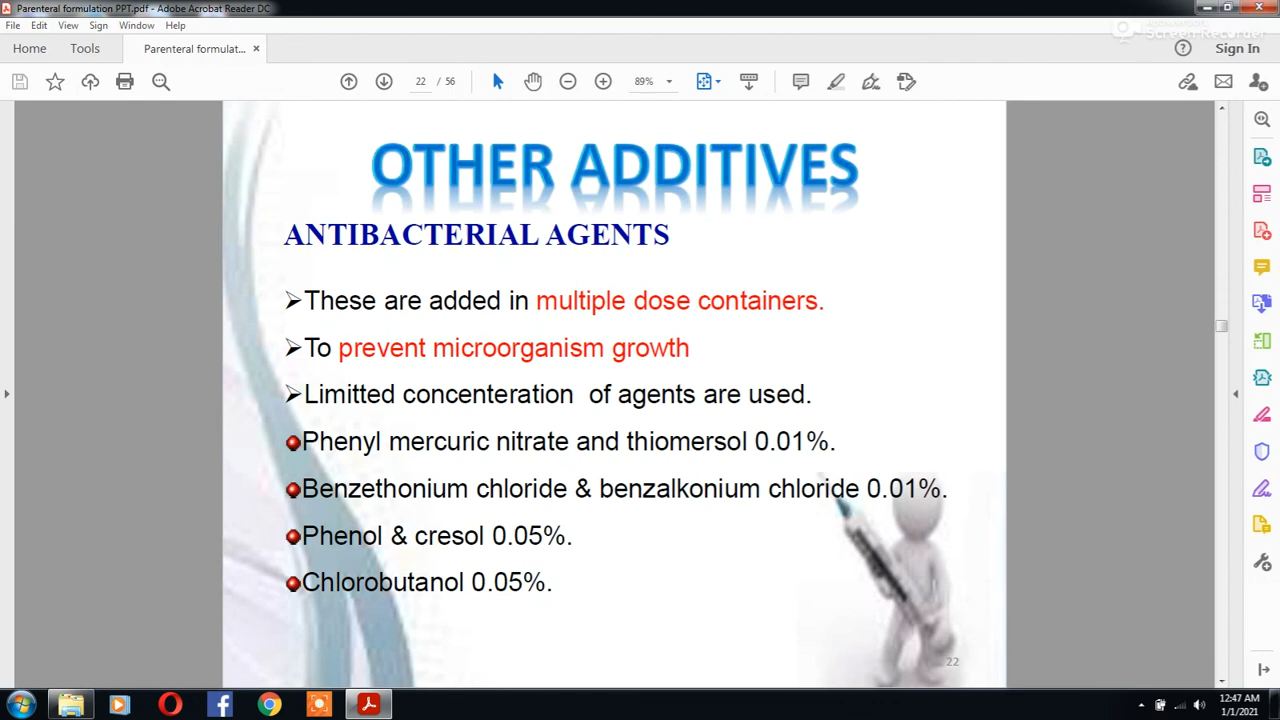 Parenteral formulation PPT.pdf - Adobe Acrobat Reader DC
File Edit View Sign Window Help
Home Tools Parenteral formulat... ×
Screen Recorder
Sign In
22 / 56
89%
OTHER ADDITIVES
ANTIBACTERIAL AGENTS
➢These are added in multiple dose containers.
➢To prevent microorganism growth
➢Limitted concenteration of agents are used.
Phenyl mercuric nitrate and thiomersol 0.01%.
Benzethonium chloride & benzalkonium chloride 0.01%.
Phenol & cresol 0.05%.
Chlorobutanol 0.05%.
22
12:47 AM
1/1/2021